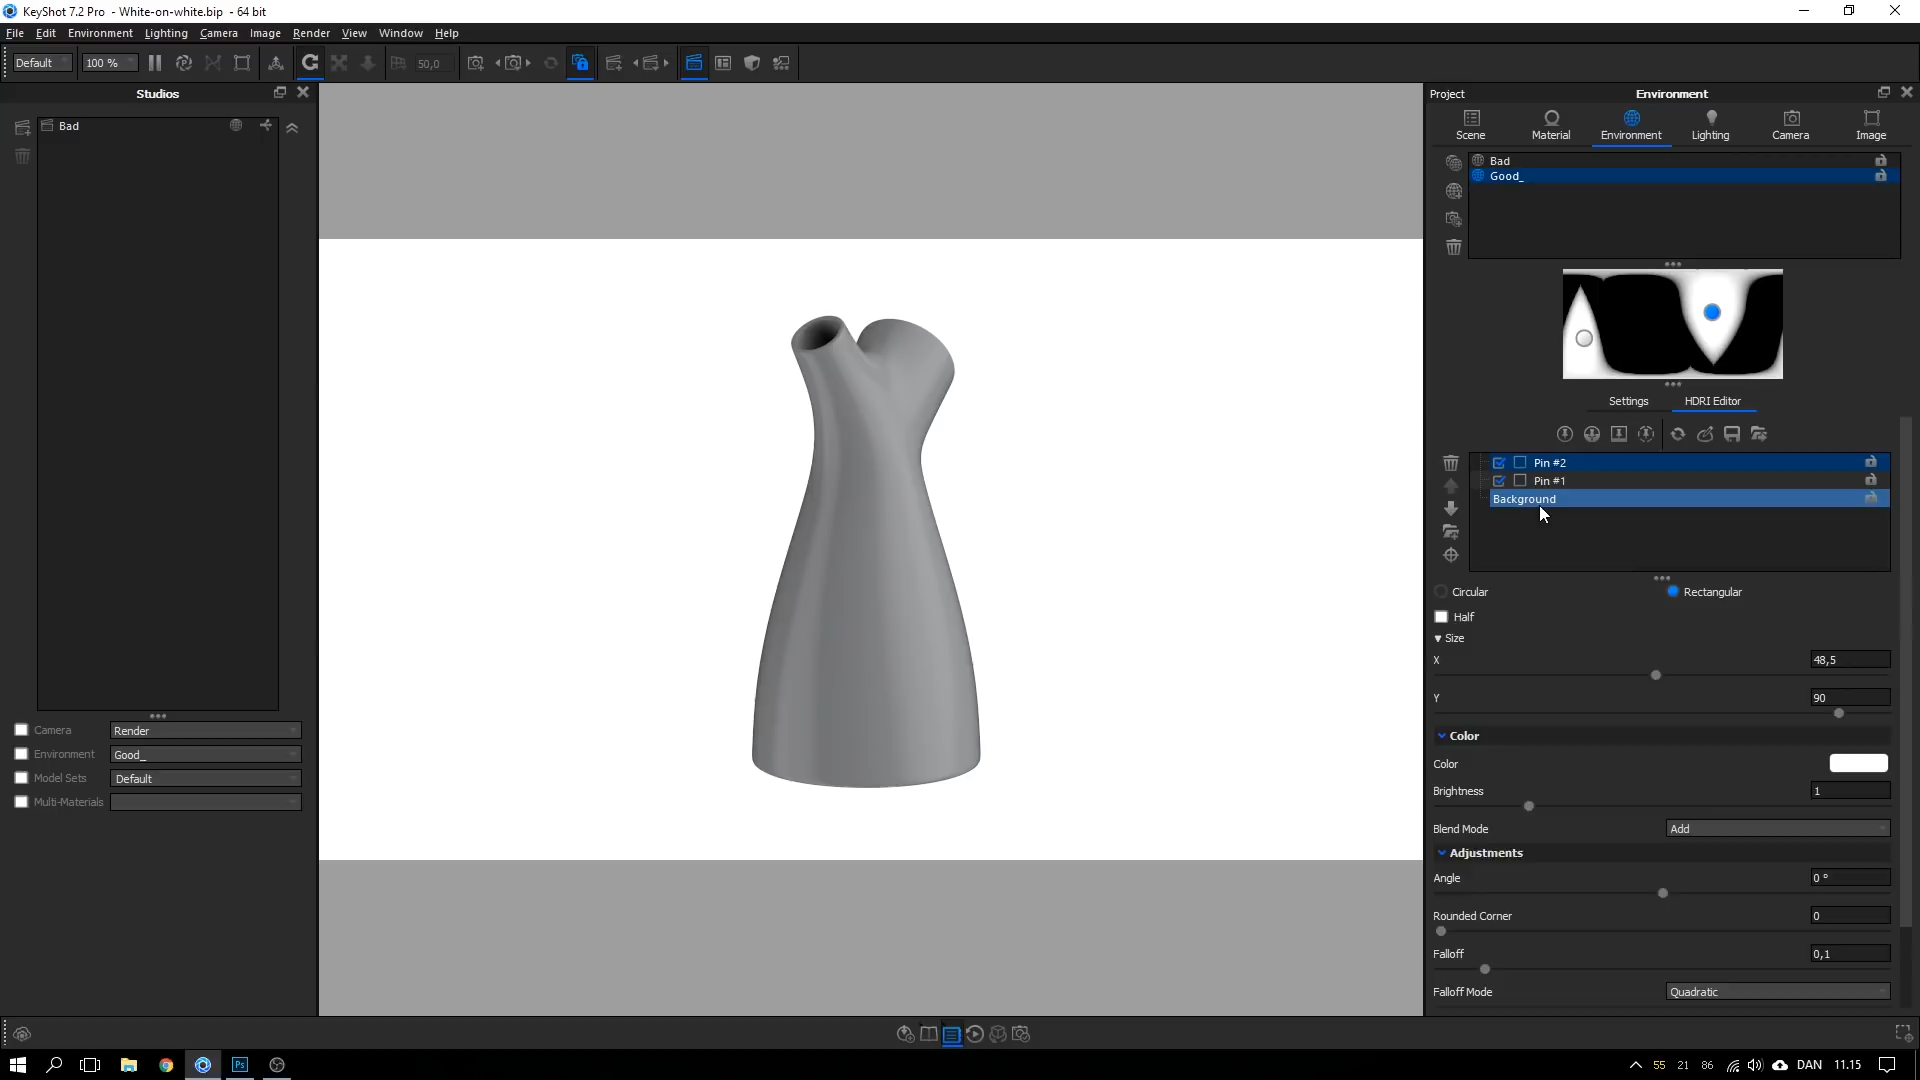 KeyShot 7.2 Pro - White-on-white.bip - 64 bit
File Edit Environment Lighting Camera Image Render View Window Help
Default 100 % 50,0
Studios
Bad
Camera Render
Environment Good_
Model Sets Default
Multi-Materials
Project Environment
Scene Material Environment Lighting Camera Image
Bad
Good_
Settings HDRI Editor
Pin #2
Pin #1
Background
Circular Rectangular
Half
Size
X 48,5
Y 90
Color
Color
Brightness 1
Blend Mode Add
Adjustments
Angle 0 °
Rounded Corner 0
Falloff 0,1
Falloff Mode Quadratic
Ps 55 21 86 DAN 11.15